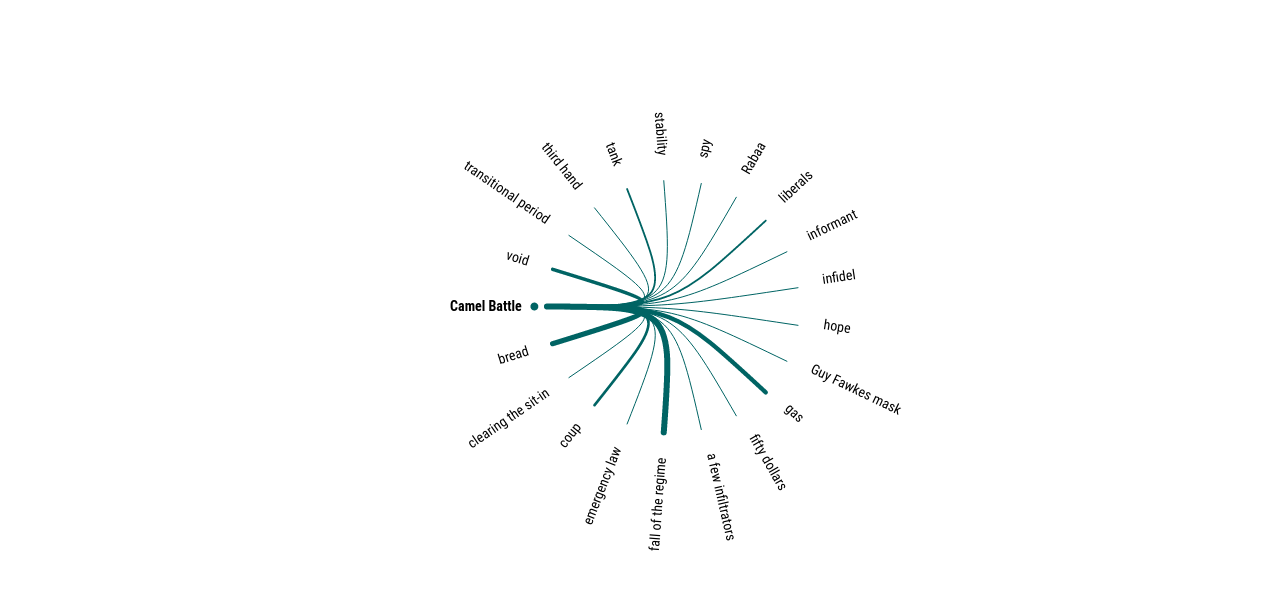 stability
spy
Rabaa
liberals
informant
infidel
hope
Guy Fawkes mask
gas
fifty dollars
a few infiltrators
fall of the regime
emergency law
coup
clearing the sit-in
bread
Camel Battle
void
transitional period
third hand
tank